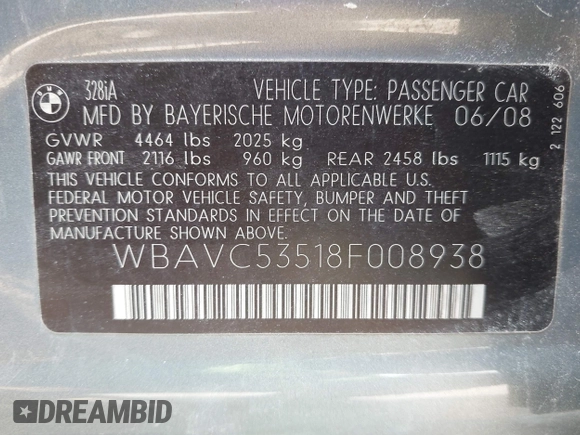 BMW
328iA VEHICLE TYPE: PASSENGER CAR
MFD BY BAYERISCHE MOTORENWERKE 06/08
GVWR 4464 lbs 2025 kg
GAWR FRONT 2116 lbs 960 kg REAR 2458 lbs 1115 kg
THIS VEHICLE CONFORMS TO ALL APPLICABLE U.S.
FEDERAL MOTOR VEHICLE SAFETY, BUMPER AND THEFT
PREVENTION STANDARDS IN EFFECT ON THE DATE OF
MANUFACTURE SHOWN ABOVE.
WBAVC53518F008938
2 122 606
DREAMBID